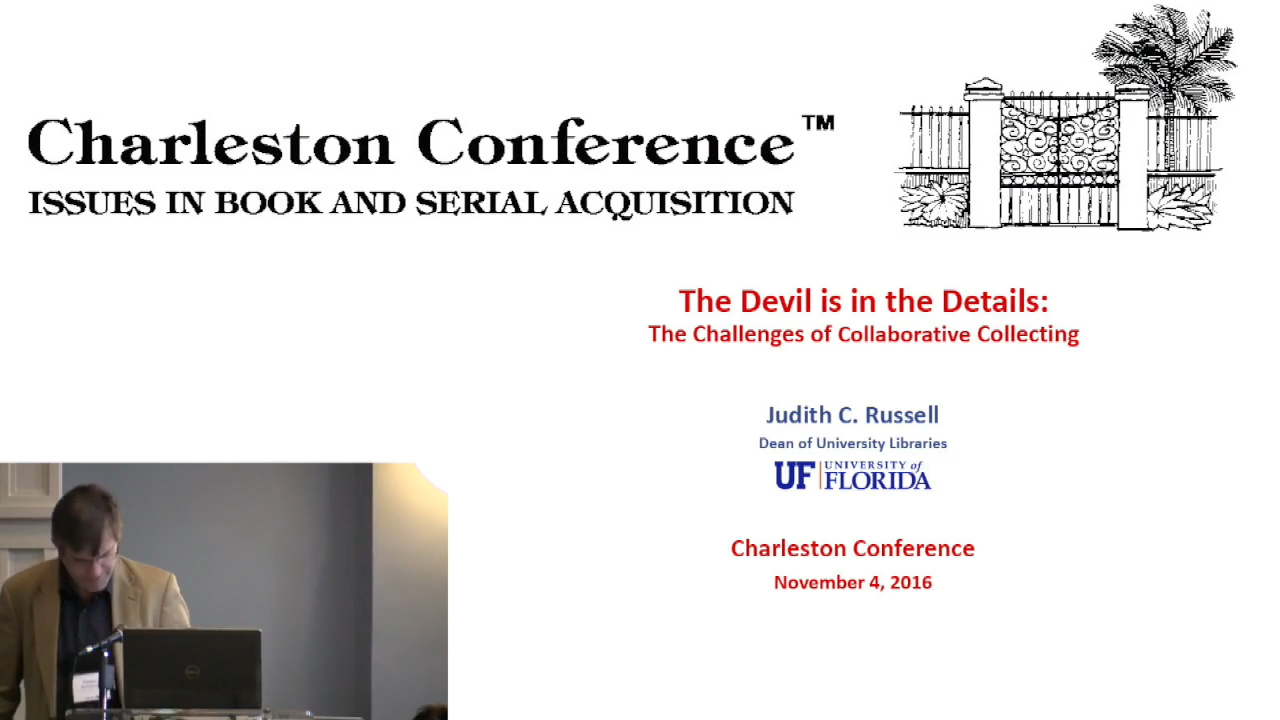 Charleston Conference™
ISSUES IN BOOK AND SERIAL ACQUISITION
The Devil is in the Details:
The Challenges of Collaborative Collecting
Judith C. Russell
Dean of University Libraries
UF UNIVERSITY of
FLORIDA
Charleston Conference
November 4, 2016
DELL